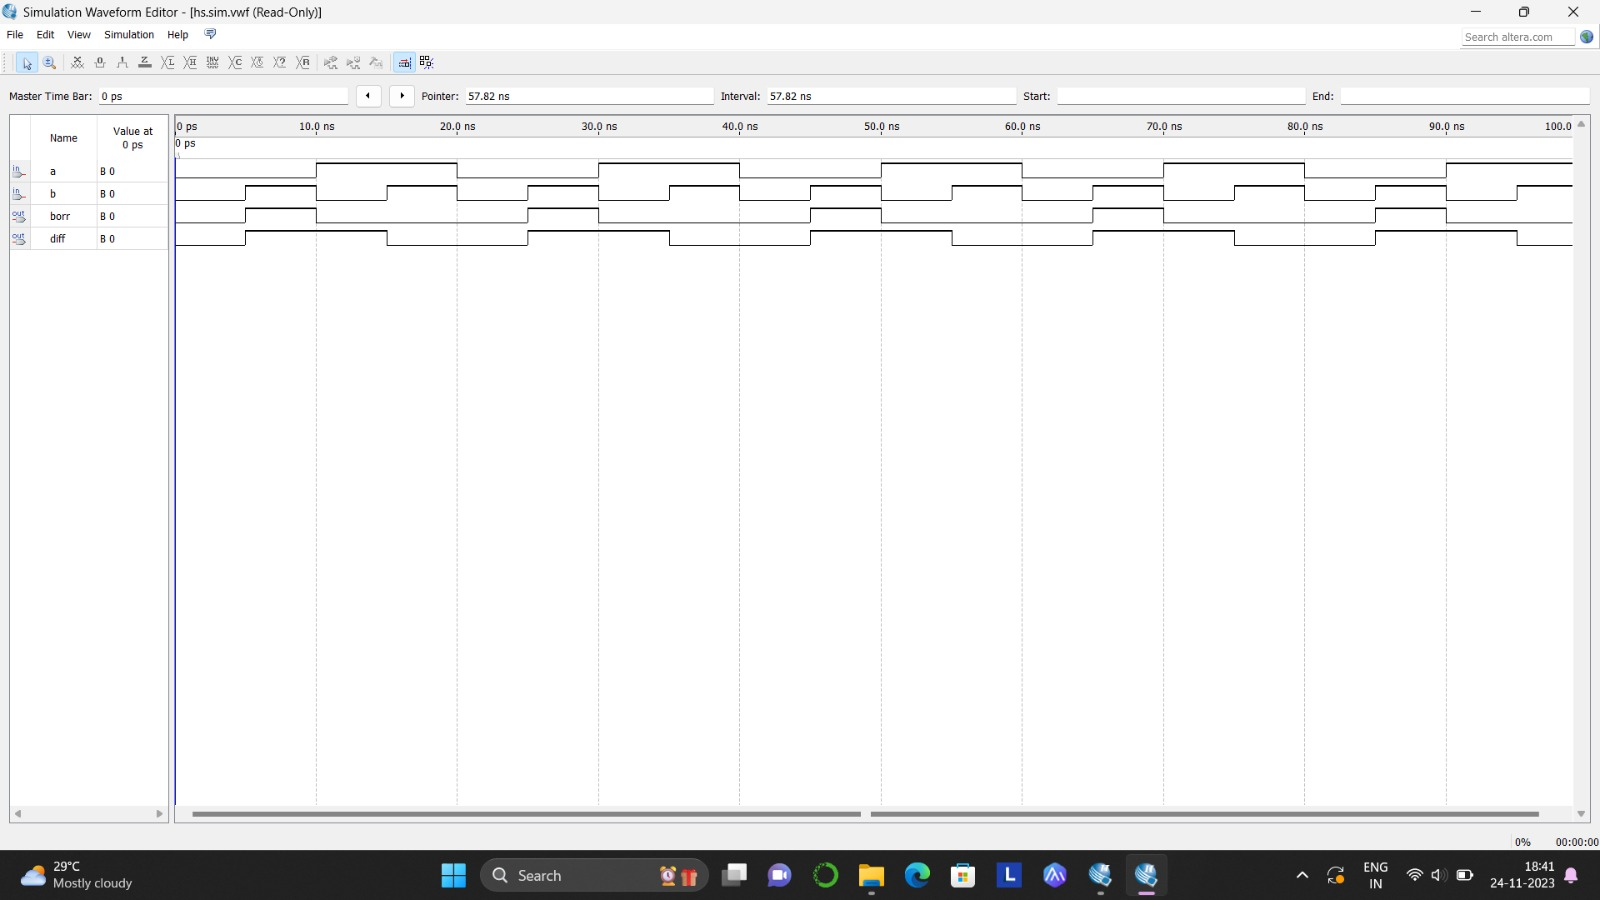 Simulation Waveform Editor - [hs.sim.vwf (Read-Only)]
File Edit View Simulation Help
Search altera.com
Master Time Bar: 0 ps Pointer: 57.82 ns Interval: 57.82 ns Start: End:
Name Value at 0 ps
0 ps 10.0 ns 20.0 ns 30.0 ns 40.0 ns 50.0 ns 60.0 ns 70.0 ns 80.0 ns 90.0 ns 100.0
0 ps
in a B 0
in b B 0
out borr B 0
out diff B 0
0% 00:00:00
29°C
Mostly cloudy
Search
L
ENG
IN
18:41
24-11-2023